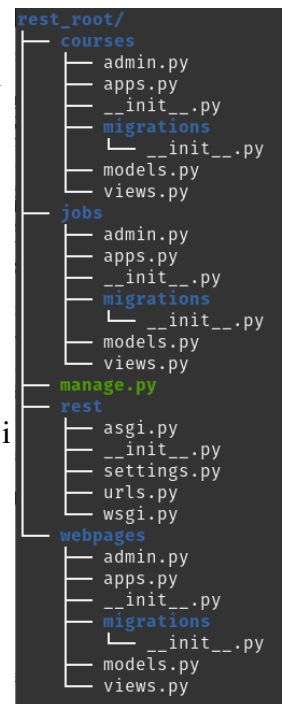 rest_root/
├── courses
│   ├── admin.py
│   ├── apps.py
│   ├── __init__.py
│   ├── migrations
│   │   └── __init__.py
│   ├── models.py
│   └── views.py
├── jobs
│   ├── admin.py
│   ├── apps.py
│   ├── __init__.py
│   ├── migrations
│   │   └── __init__.py
│   ├── models.py
│   └── views.py
├── manage.py
├── rest
i
│   ├── asgi.py
│   ├── __init__.py
│   ├── settings.py
│   ├── urls.py
│   └── wsgi.py
└── webpages
    ├── admin.py
    ├── apps.py
    ├── __init__.py
    ├── migrations
    │   └── __init__.py
    ├── models.py
    └── views.py